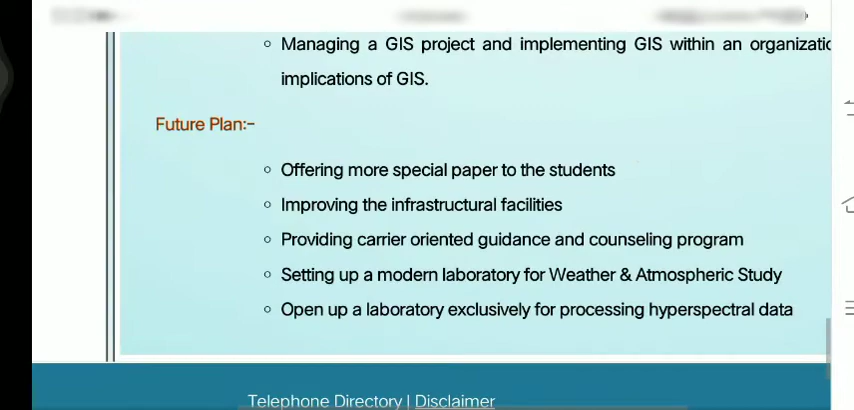 Managing a GIS project and implementing GIS within an
implications of GIS.
Future Plan:-
Offering more special paper to the students
Improving the infrastructural facilities
Providing carrier oriented guidance and counseling program
Setting up a modern laboratory for Weather & Atmospheric Study
Open up a laboratory exclusively for processing hyperspectral data
Telephone Directory | Disclaimer